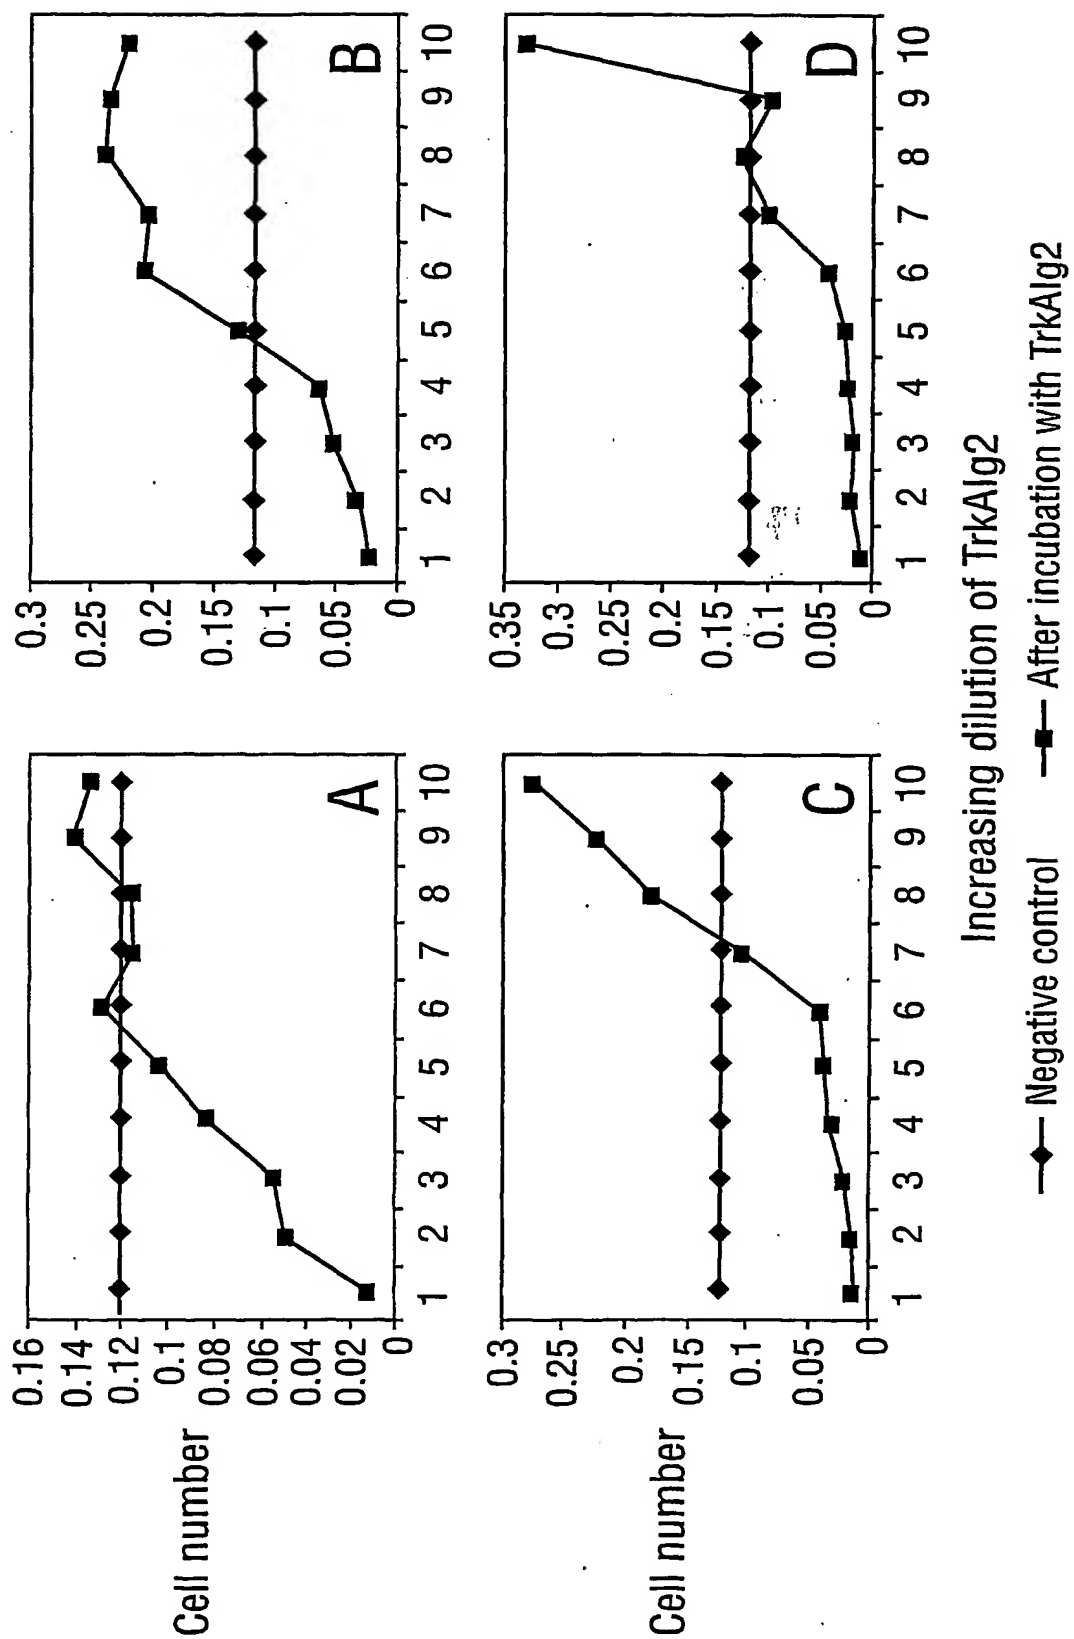 Cell number
0.16
0.14
0.12
0.1
0.08
0.06
0.04
0.02
0
1 2 3 4 5 6 7 8 9 10
A
0.3
0.25
0.2
0.15
0.1
0.05
0
1 2 3 4 5 6 7 8 9 10
B
Cell number
0.3
0.25
0.2
0.15
0.1
0.05
0
1 2 3 4 5 6 7 8 9 10
C
0.35
0.3
0.25
0.2
0.15
0.1
0.05
0
1 2 3 4 5 6 7 8 9 10
D
Increasing dilution of TrkAIg2
Negative control
After incubation with TrkAIg2